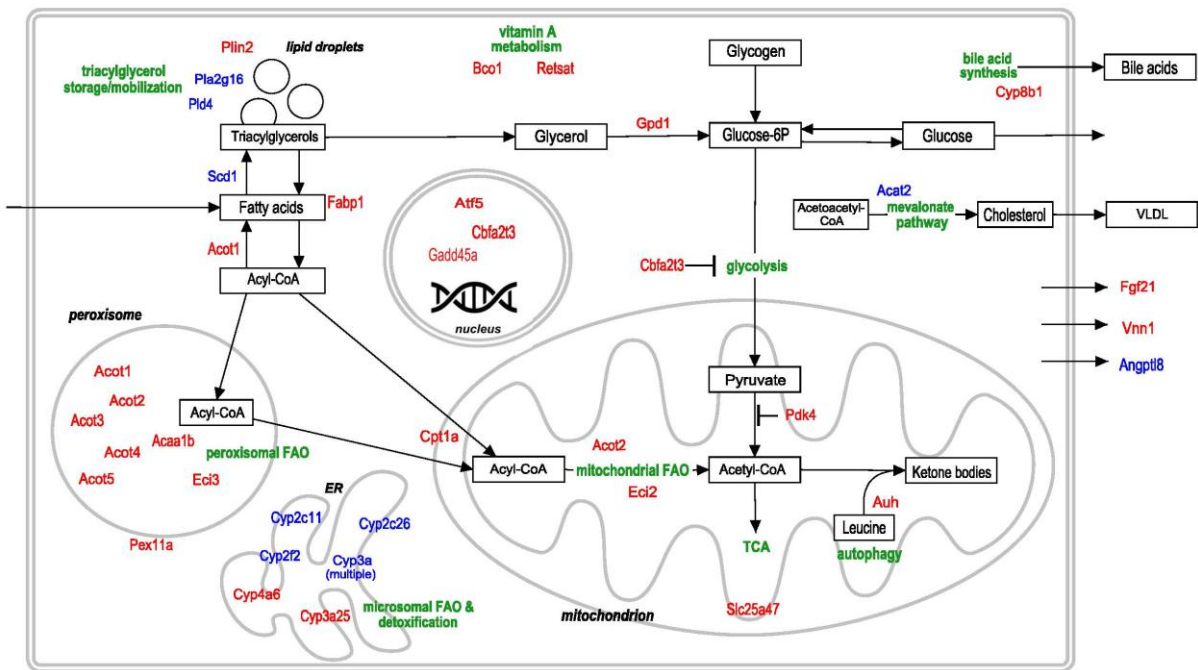 lipid droplets
Plin2
triacylglycerol
storage/mobilization
Pla2g16
Pld4
Triacylglycerols
Scd1
Fatty acids
Fabp1
Acot1
Acyl-CoA
vitamin A
metabolism
Bco1 Retsat
Glycogen
Glycerol
Gpd1
Glucose-6P
Glucose
bile acid
synthesis
Cyp8b1
Bile acids
Acat2
Acetoacetyl-
CoA
mevalonate
pathway
Cholesterol
VLDL
Atf5
Cbfa2t3
Gadd45a
nucleus
Cbfa2t3
glycolysis
Fgf21
Vnn1
Angptl8
peroxisome
Acot1
Acot2
Acot3
Acyl-CoA
Acaa1b
Acot4
peroxisomal FAO
Acot5
Eci3
Pex11a
Pyruvate
Pdk4
Cpt1a
Acyl-CoA
Acot2
mitochondrial FAO
Eci2
Acetyl-CoA
Ketone bodies
Auh
Leucine
autophagy
TCA
Slc25a47
mitochondrion
ER
Cyp2c11
Cyp2c26
Cyp2f2
Cyp3a
(multiple)
Cyp4a6
Cyp3a25
microsomal FAO &
detoxification